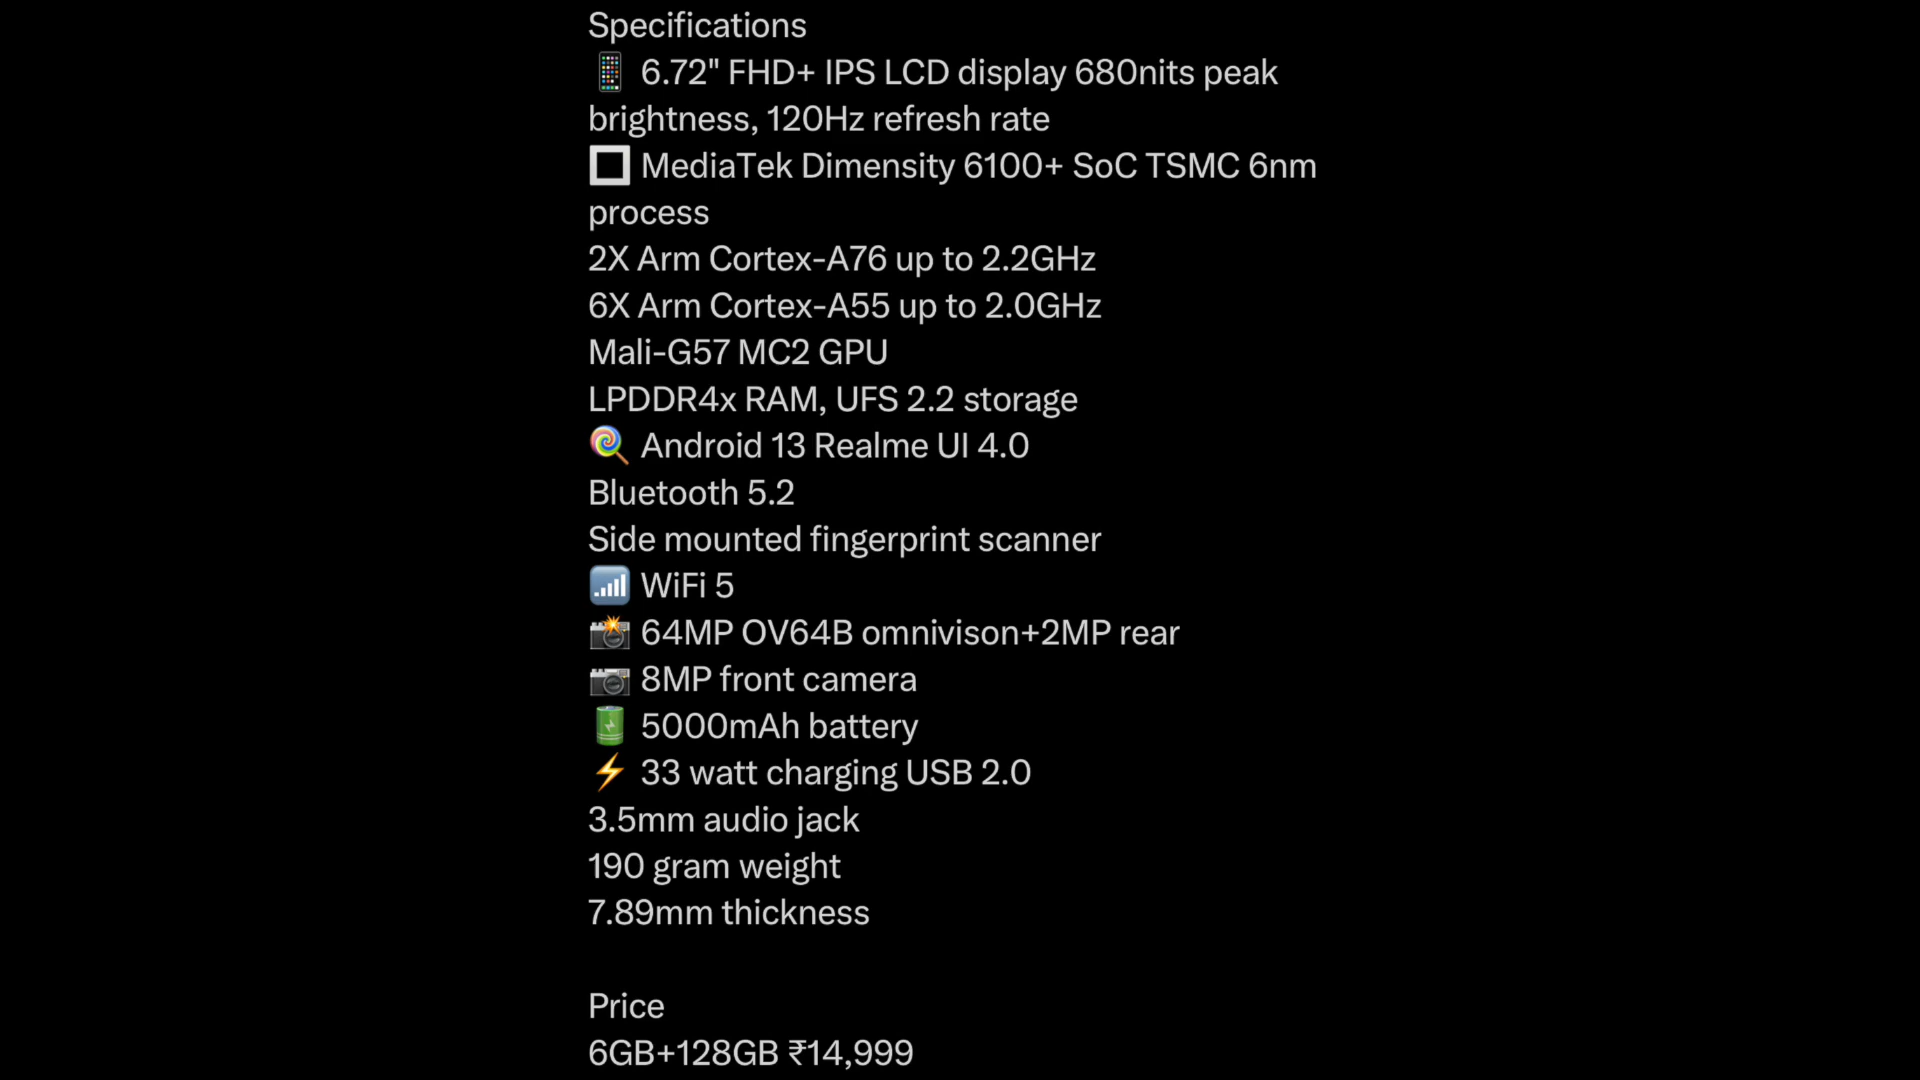 Specifications
📱 6.72" FHD+ IPS LCD display 680nits peak
brightness, 120Hz refresh rate
🔲 MediaTek Dimensity 6100+ SoC TSMC 6nm
process
2X Arm Cortex-A76 up to 2.2GHz
6X Arm Cortex-A55 up to 2.0GHz
Mali-G57 MC2 GPU
LPDDR4x RAM, UFS 2.2 storage
🍭 Android 13 Realme UI 4.0
Bluetooth 5.2
Side mounted fingerprint scanner
📶 WiFi 5
📸 64MP OV64B omnivison+2MP rear
📷 8MP front camera
🔋 5000mAh battery
⚡ 33 watt charging USB 2.0
3.5mm audio jack
190 gram weight
7.89mm thickness
Price
6GB+128GB ₹14,999